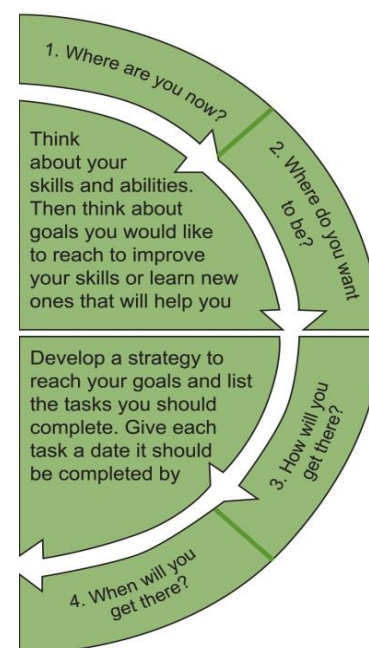 1. Where are you now?
2. Where do you want
to be?
Think
about your
skills and abilities.
Then think about
goals you would like
to reach to improve
your skills or learn new
ones that will help you
Develop a strategy to
reach your goals and list
the tasks you should
complete. Give each
task a date it should
be completed by
3. How will you
get there?
4. When will you
get there?